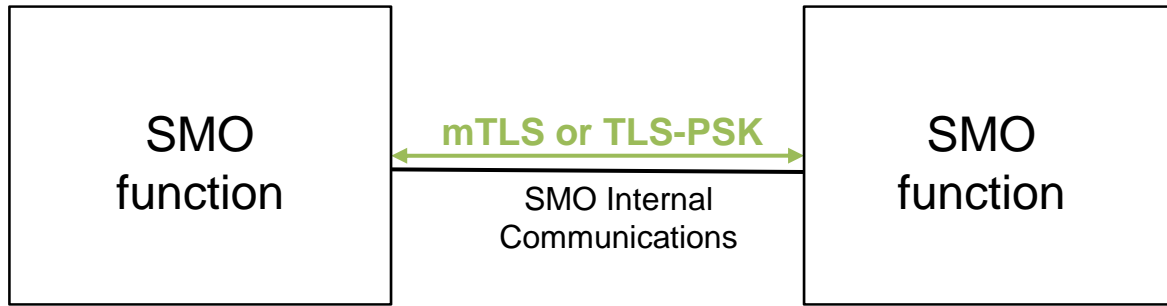 SMO
function
mTLS or TLS-PSK
SMO Internal
Communications
SMO
function